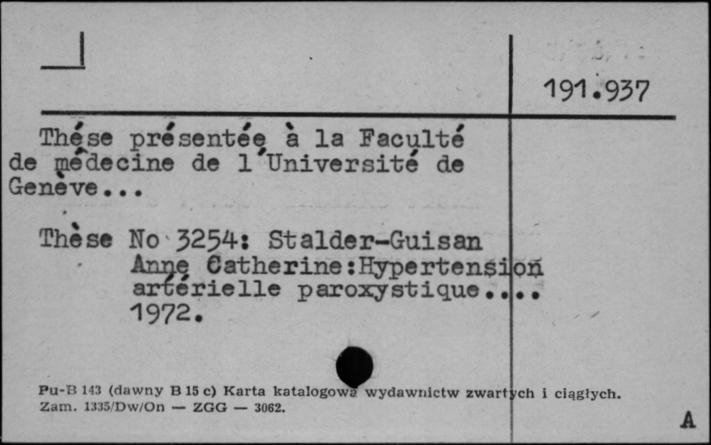 191.937
Thése présentée à la Faculté
de médecine de l'Université de
Genève...
Thèse No 3254: Stalder-Guisan
Anne Catherine:Hypertension
artérielle paroxystique....
1972.
Pu-B 143 (dawny B 15 c) Karta katalogowa wydawnictw zwartych i ciągłych.
Zam. 1335/Dw/On — ZGG — 3062.
A